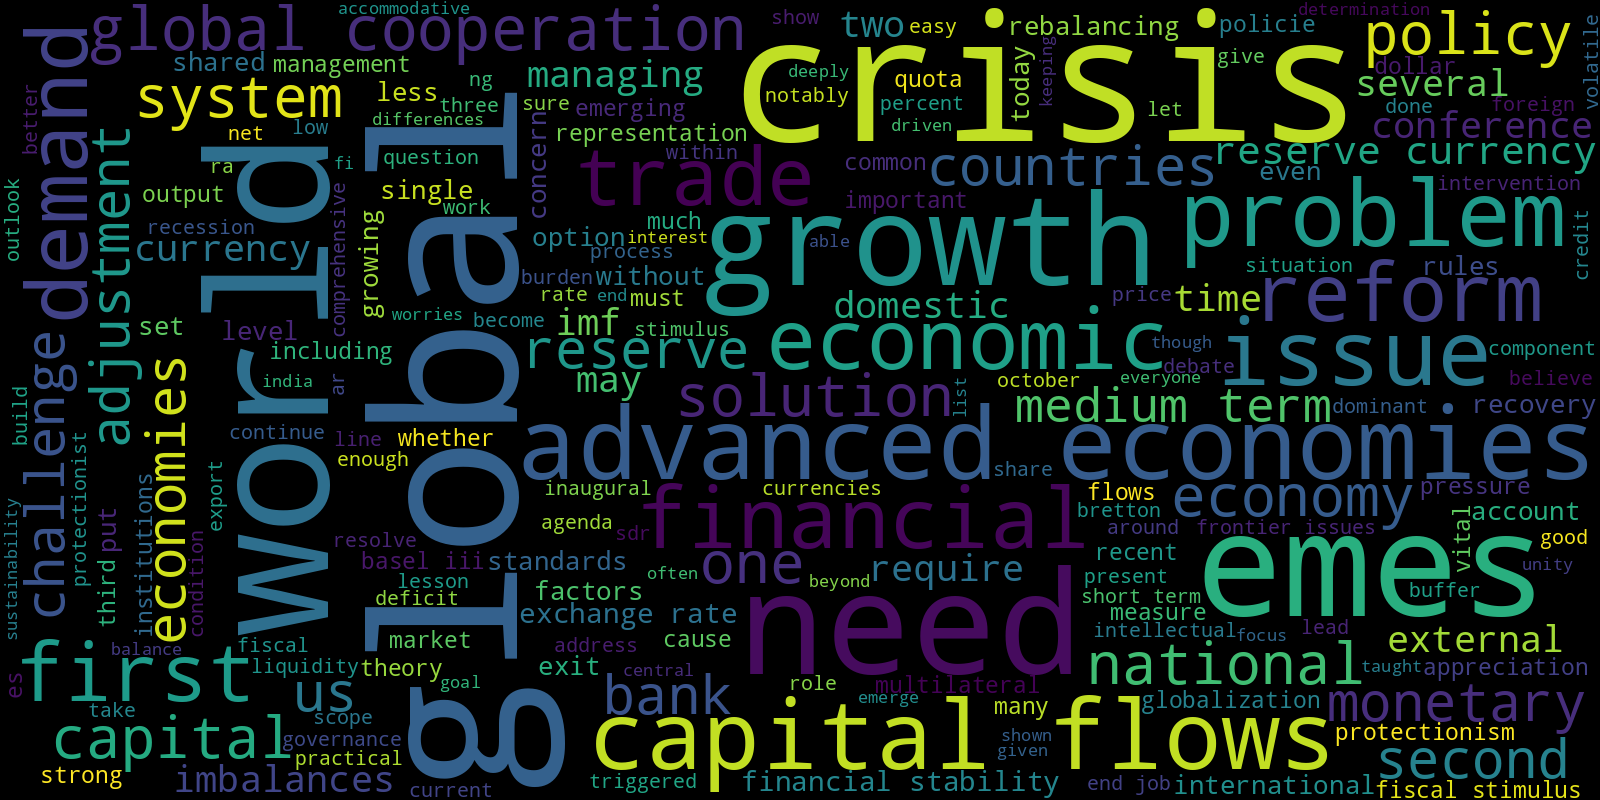 accommodative
global cooperation
demand
crisis
show
two
easy
rebalancing
policie
determination
policy
volatile
shared
management
managing
deeply
quota
notably
today
keeping
give
dollar
several
system
less
ng
three
sure
emerging
percent
driven
let
done
foreign
conference
better
net
low
differences
representation
within
concern
adjustment
world
global
ra
fi
question
trade
common
countries
reserve currency
even
intervention
outlook
output
single
work
much
important
growth
problem
recession
comprehensive
growing
option
interest
process
able
currency
burden
without
situation
rules
credit
rate
end
must
domestic
price
time
reform
challenge
set
level
worries
become
imf
stimulus
economic
though
issue
component
including
reserve
debate
india
ar
may
solution
list
october
everyone
believe
build
economies
medium term
dominant
recovery
continue
line
whether
enough
advanced economies
share
protectionist
export
institutions
inaugural
currencies
flows
economy
pressure
sustainability
put
third
condition
agenda
sdr
financial
bretton
around
frontier issues
vital
account
resolve
basel iii
standards
one
recent
emes
good
unity
lesson
often
beyond
require
present
buffer
deficit
factors
need
short term
measure
exchange rate
intellectual
focus
lead
balance
fiscal
market
address
cause
external
first
es
liquidity
theory
exit
central
national
taught
appreciation
us
goal
bank
role
multilateral
emerge
globalization
monetary
take
scope
many
capital
governance
capital flows
shown
given
protectionism
practical
second
strong
imbalances
current
triggered
financial stability
end job
international
fiscal stimulus